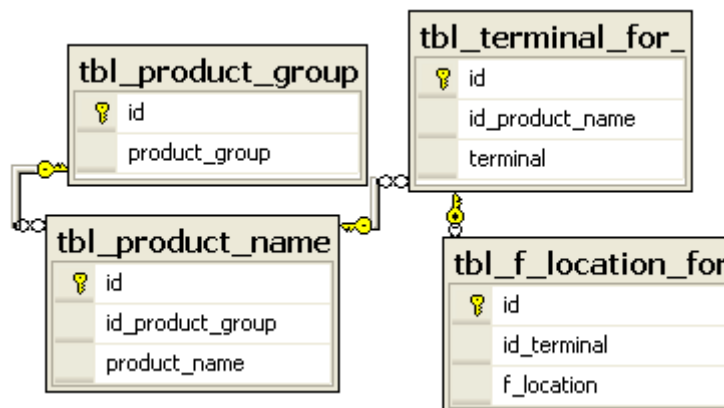 tbl_product_group
id
product_group
tbl_terminal_for_
id
id_product_name
terminal
tbl_product_name
id
id_product_group
product_name
tbl_f_location_for
id
id_terminal
f_location